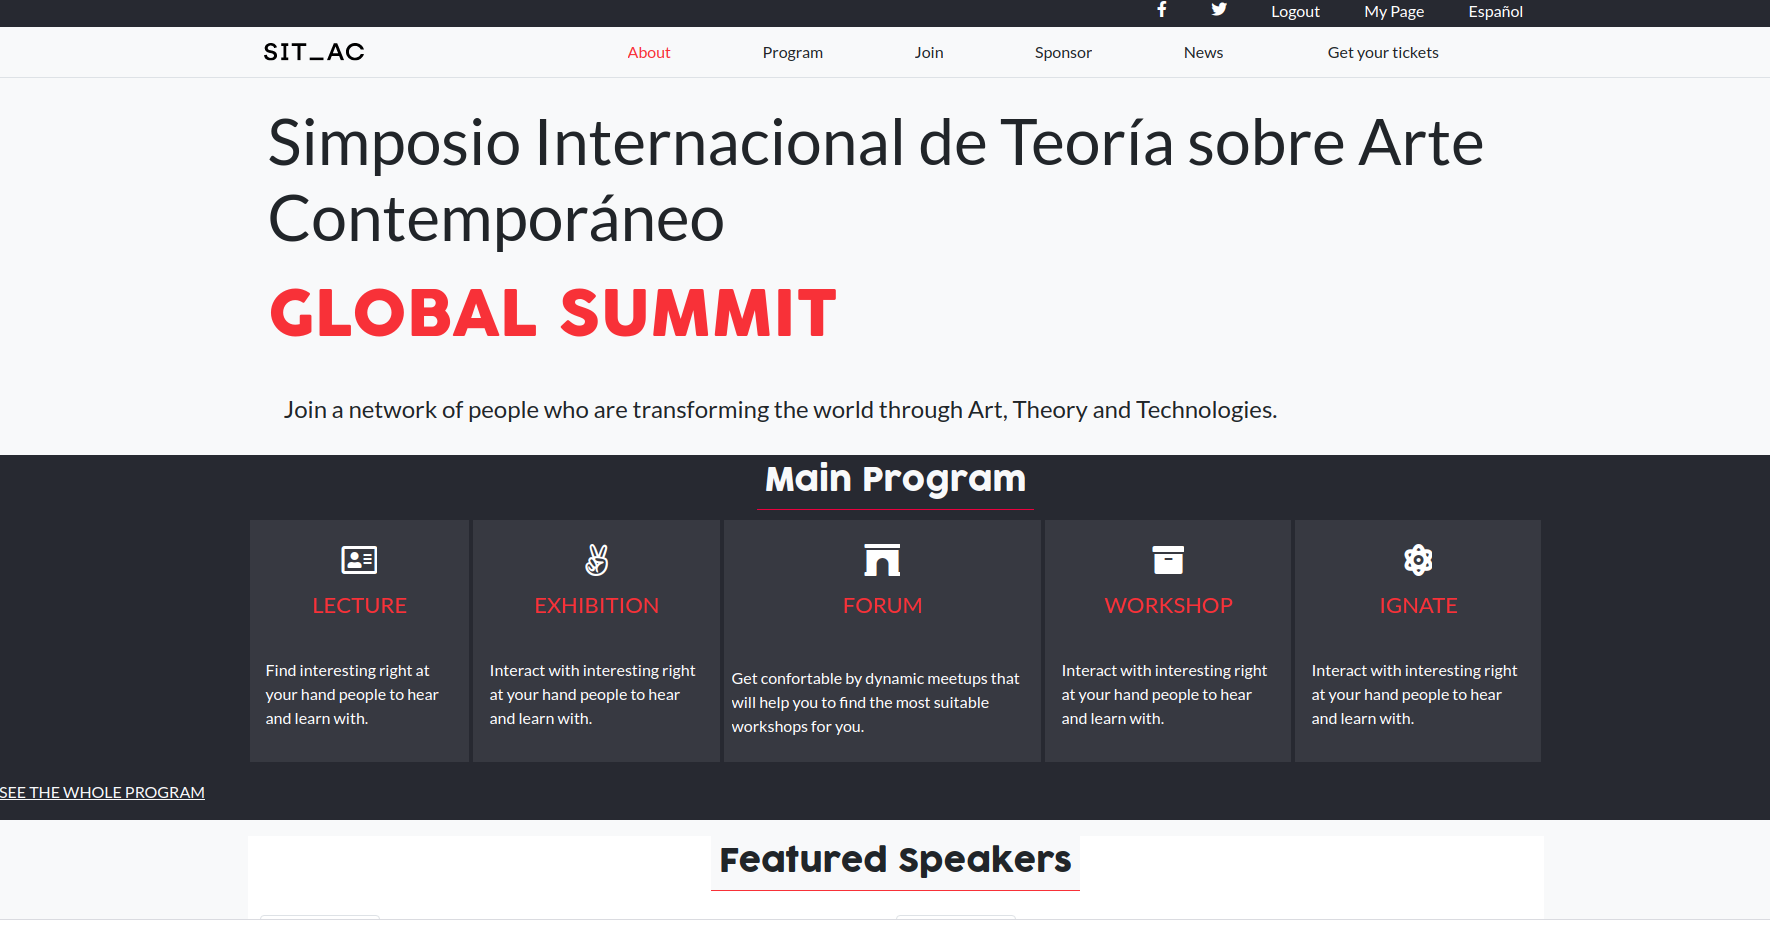 Logout My Page Español
SIT_AC About Program Join Sponsor News Get your tickets
Simposio Internacional de Teoría sobre Arte
Contemporáneo
GLOBAL SUMMIT
Join a network of people who are transforming the world through Art, Theory and Technologies.
Main Program
LECTURE
Find interesting right at
your hand people to hear
and learn with.
EXHIBITION
Interact with interesting right
at your hand people to hear
and learn with.
FORUM
Get confortable by dynamic meetups that
will help you to find the most suitable
workshops for you.
WORKSHOP
Interact with interesting right
at your hand people to hear
and learn with.
IGNATE
Interact with interesting right
at your hand people to hear
and learn with.
SEE THE WHOLE PROGRAM
Featured Speakers